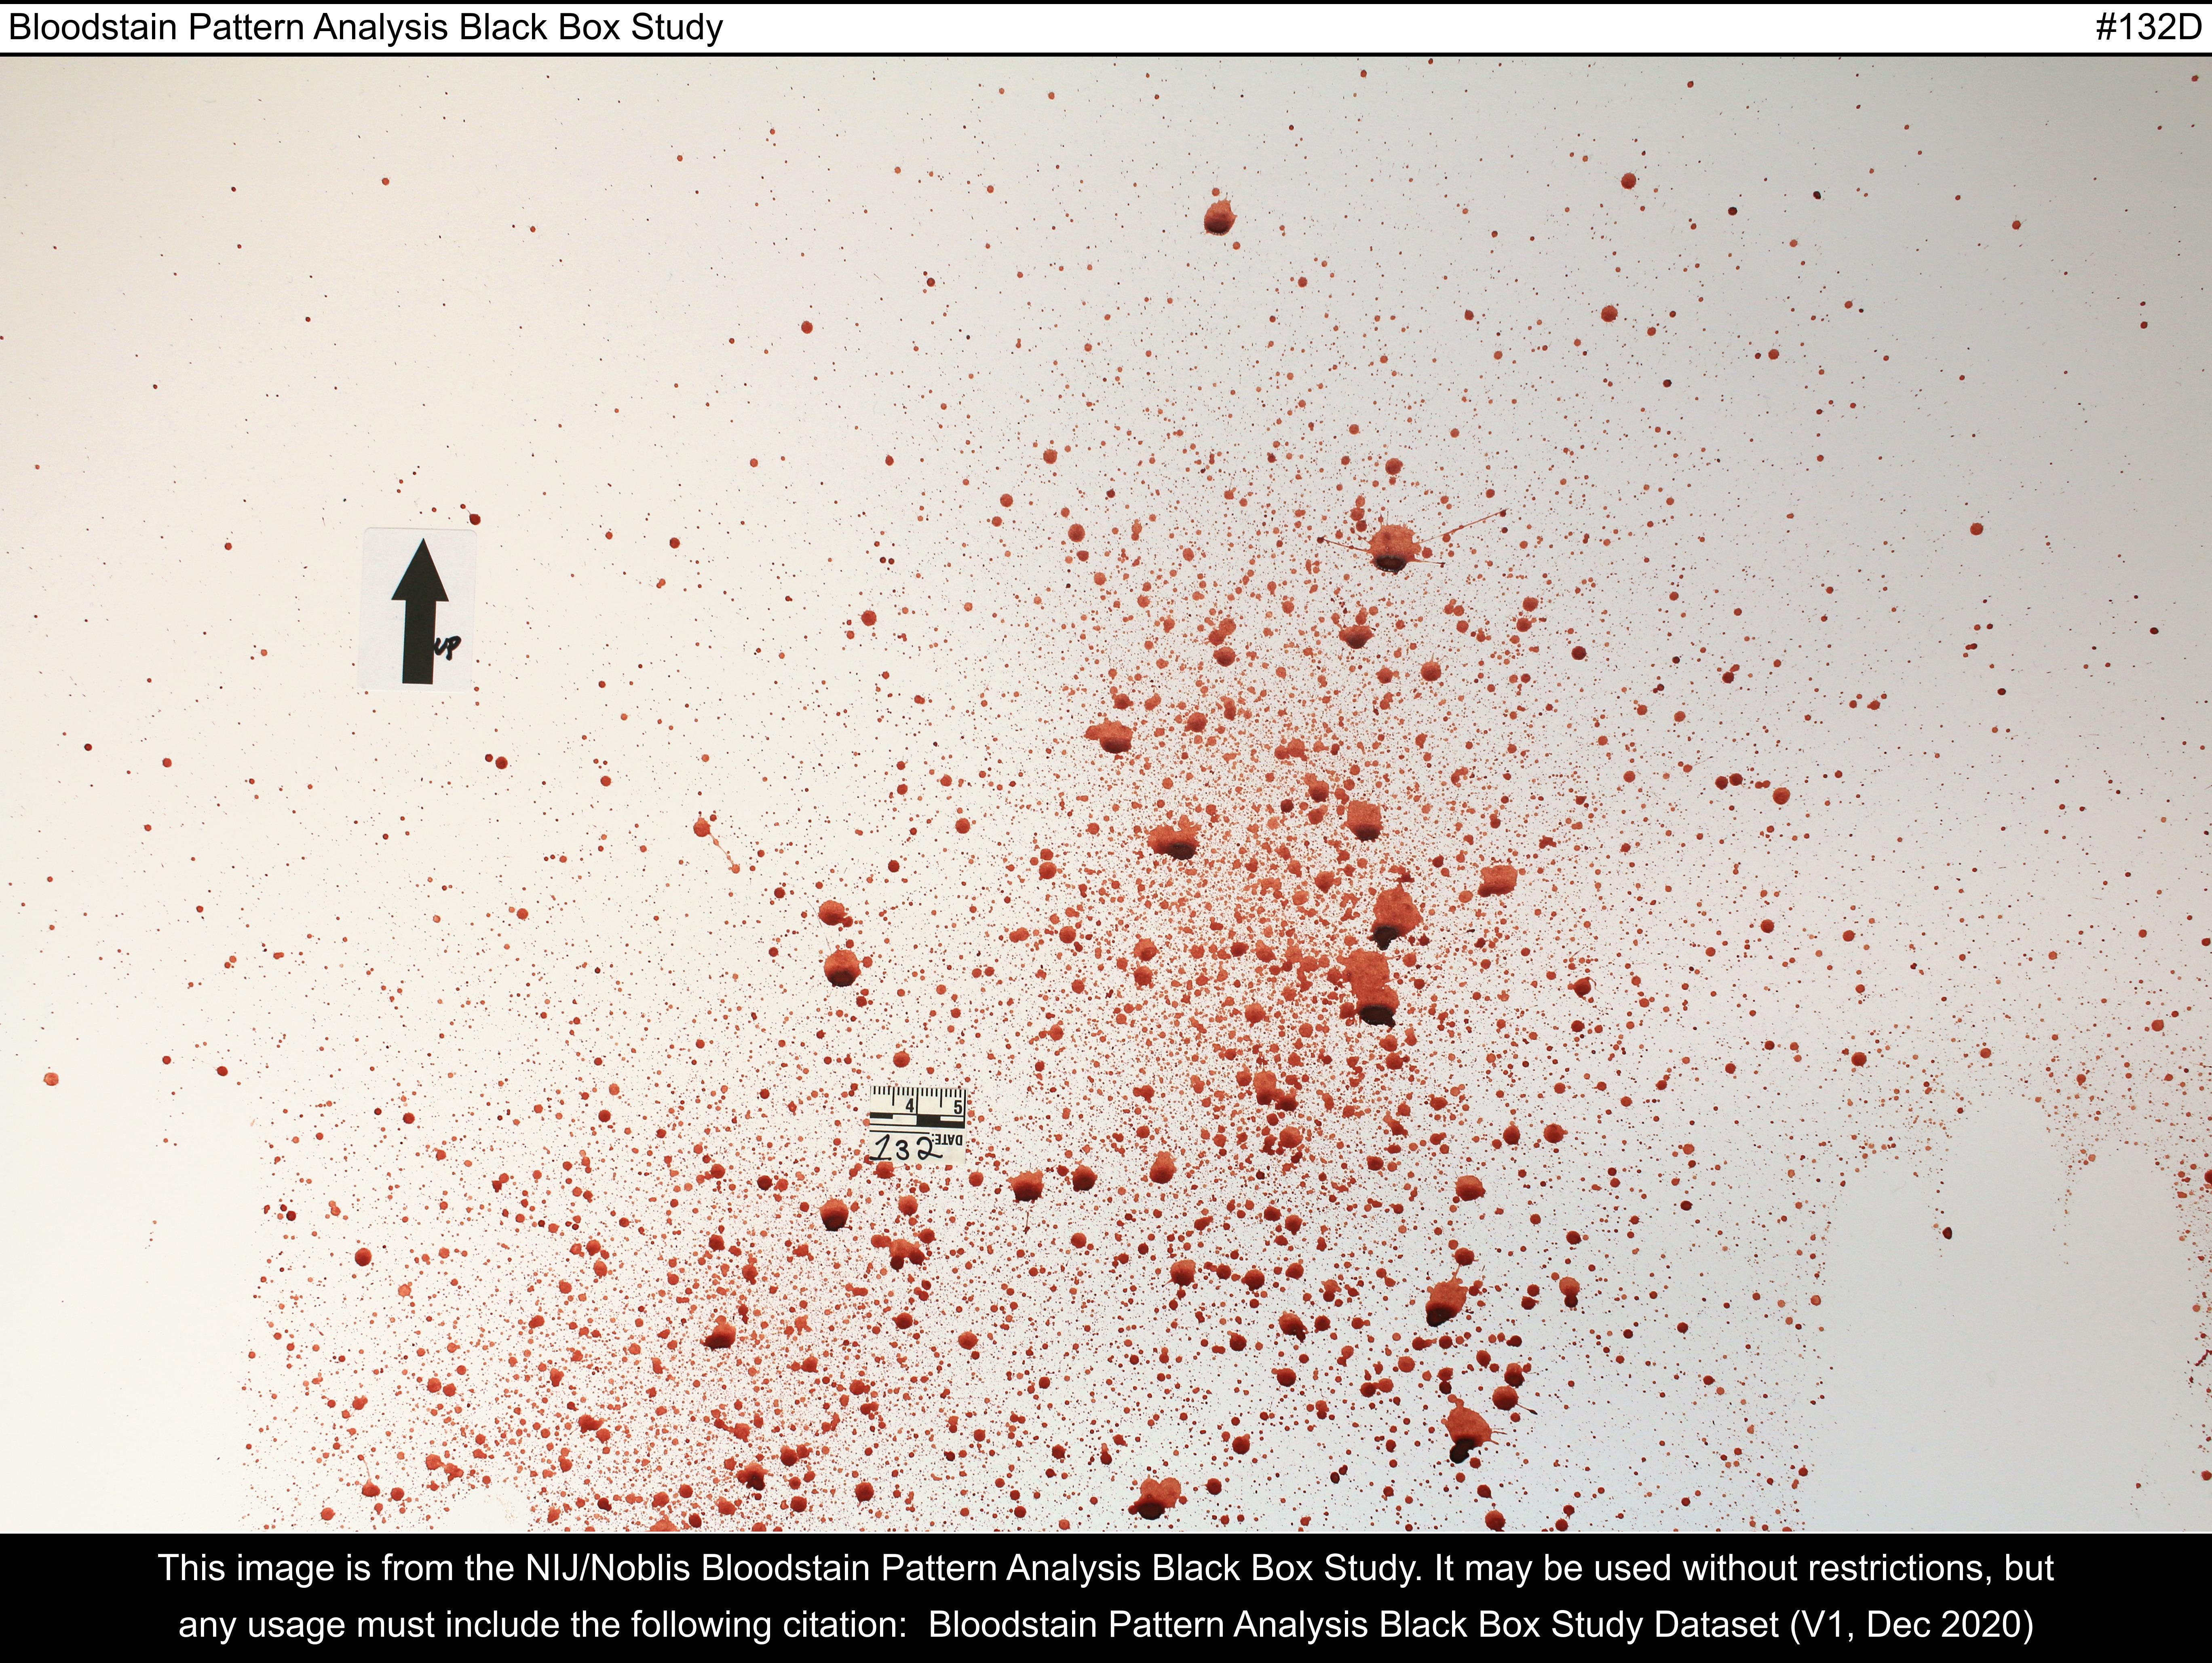 Bloodstain Pattern Analysis Black Box Study #132D
UP
4 5
DATE:
132
This image is from the NIJ/Noblis Bloodstain Pattern Analysis Black Box Study. It may be used without restrictions, but
any usage must include the following citation: Bloodstain Pattern Analysis Black Box Study Dataset (V1, Dec 2020)